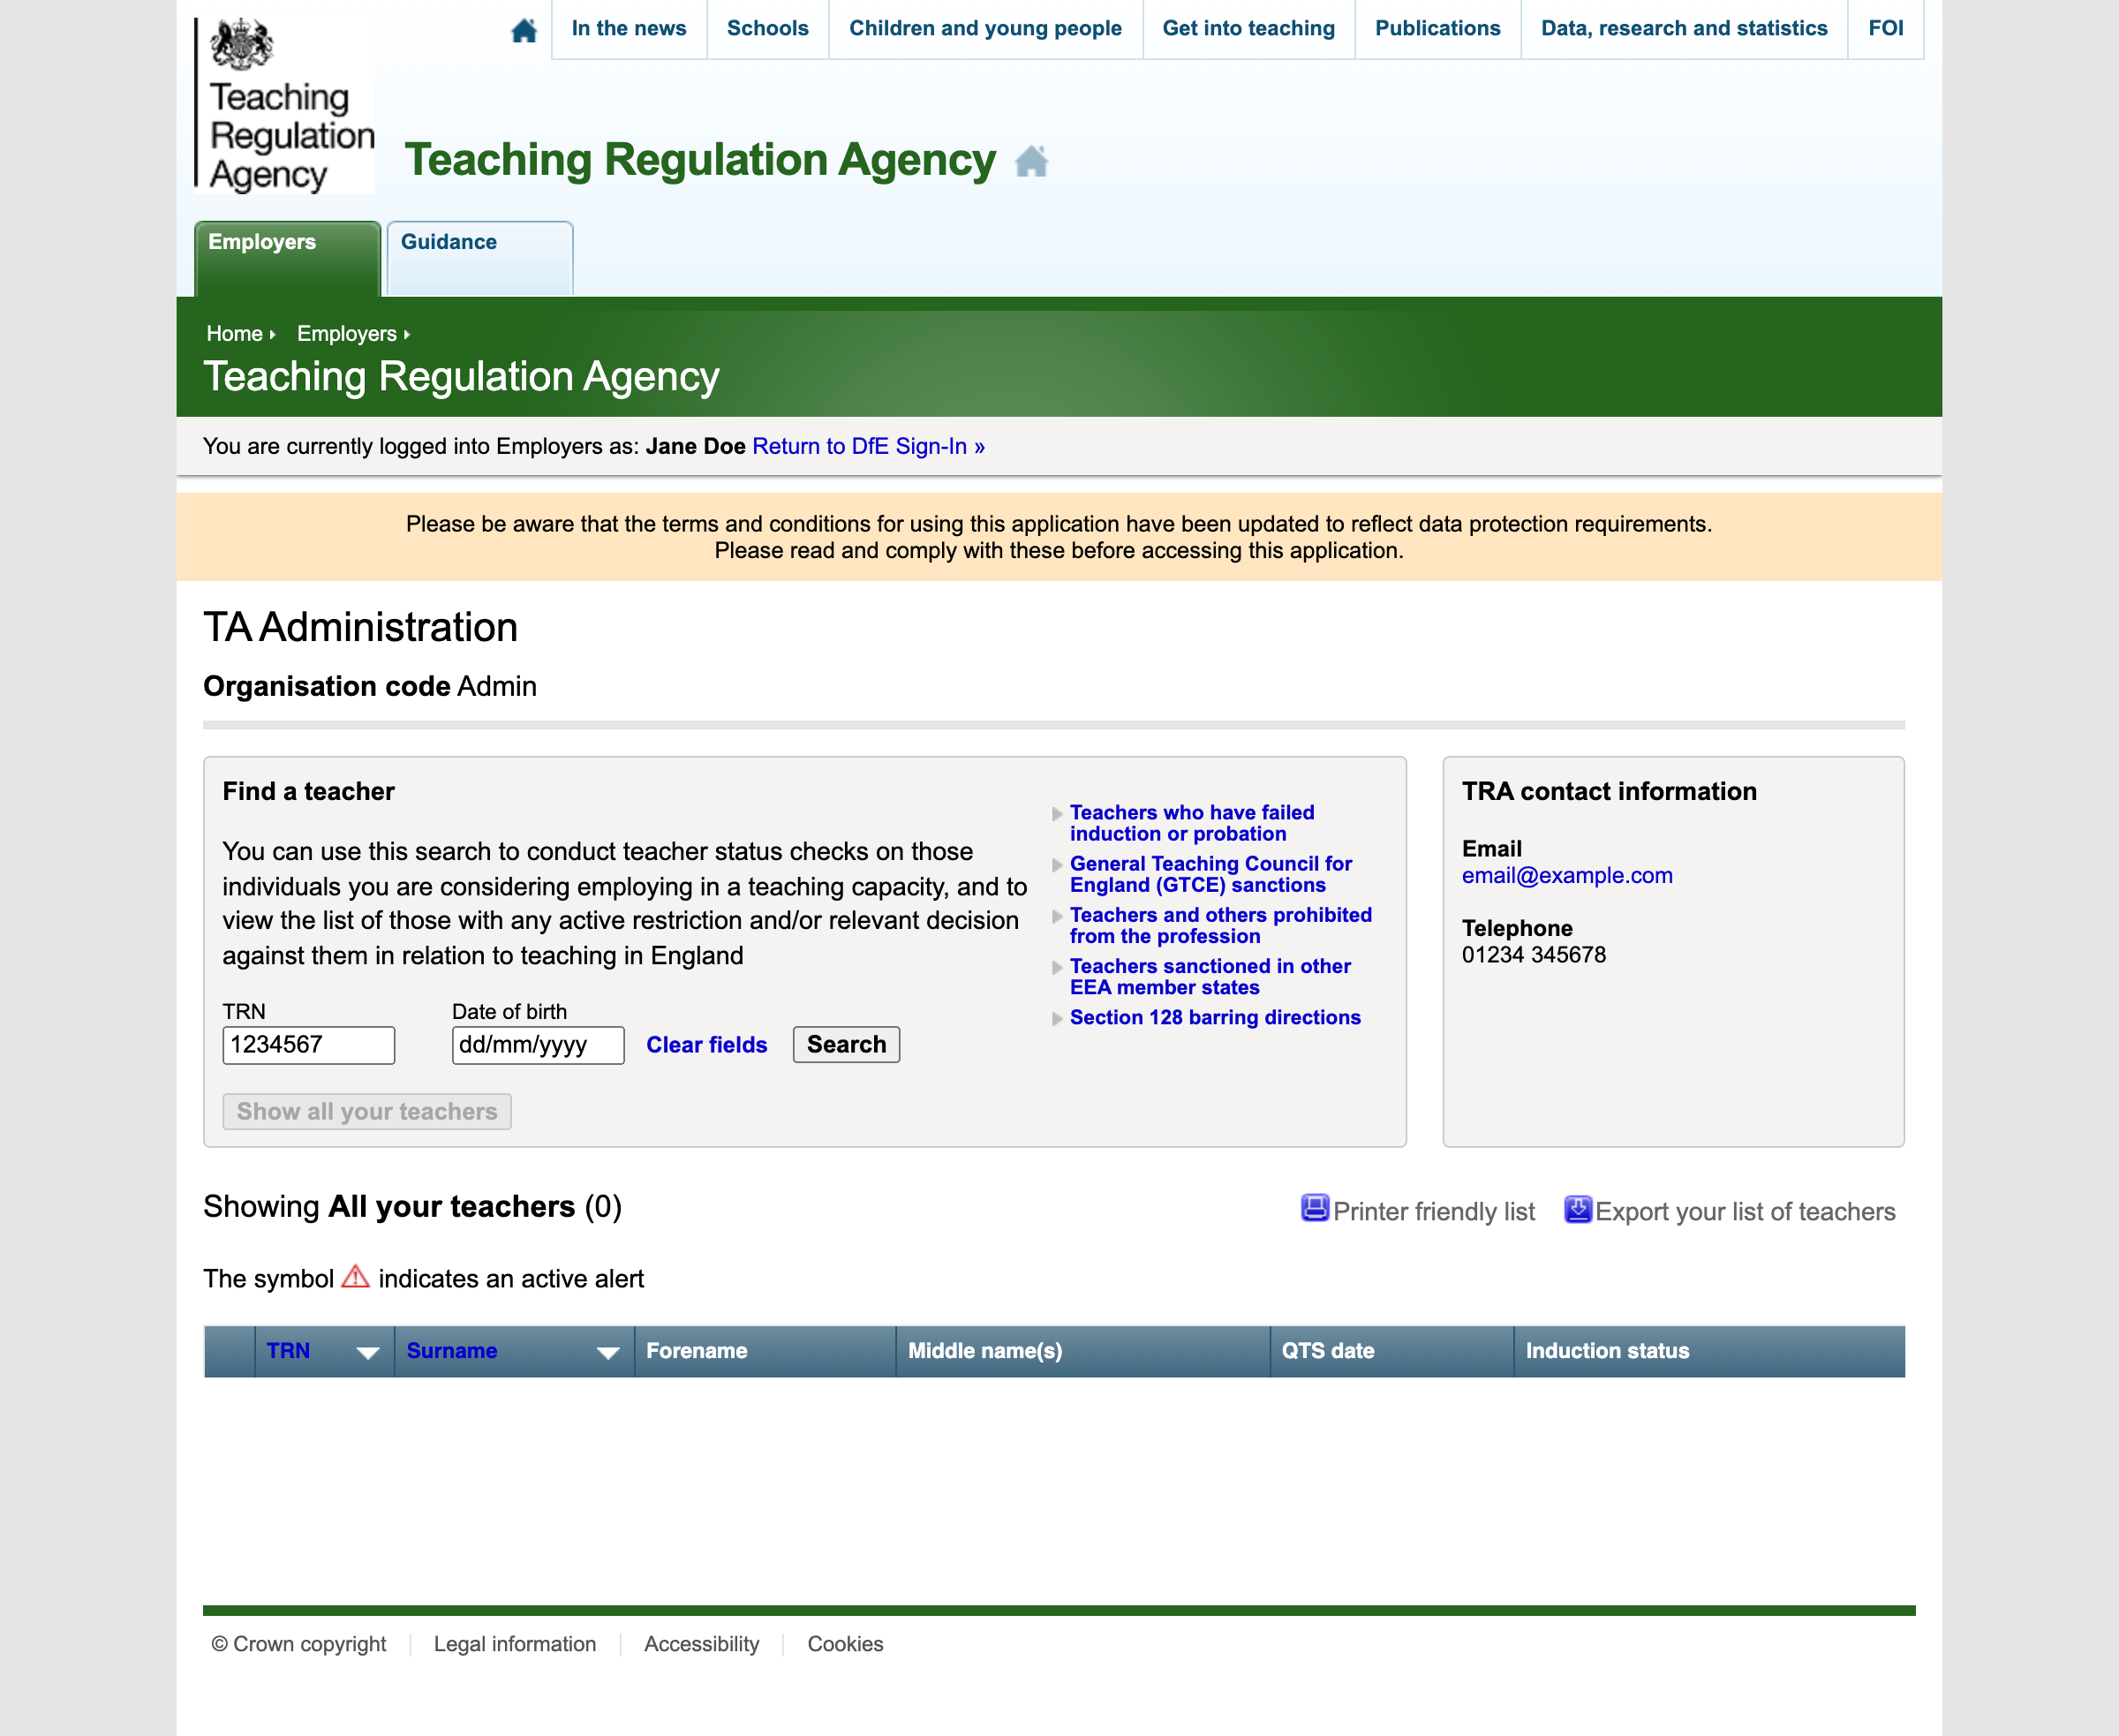 Teaching
Regulation
Agency
In the news
Schools
Children and young people
Get into teaching
Publications
Data, research and statistics
FOI
Teaching Regulation Agency
Employers
Guidance
Home
Employers
Teaching Regulation Agency
You are currently logged into Employers as: Jane Doe Return to DfE Sign-In »
Please be aware that the terms and conditions for using this application have been updated to reflect data protection requirements.
Please read and comply with these before accessing this application.
TA Administration
Organisation code Admin
Find a teacher
You can use this search to conduct teacher status checks on those
individuals you are considering employing in a teaching capacity, and to
view the list of those with any active restriction and/or relevant decision
against them in relation to teaching in England
TRN
Date of birth
1234567
dd/mm/yyyy
Clear fields
Search
Show all your teachers
Teachers who have failed
induction or probation
General Teaching Council for
England (GTCE) sanctions
Teachers and others prohibited
from the profession
Teachers sanctioned in other
EEA member states
Section 128 barring directions
TRA contact information
Email
email@example.com
Telephone
01234 345678
Showing All your teachers (0)
Printer friendly list
Export your list of teachers
The symbol indicates an active alert
TRN
Surname
Forename
Middle name(s)
QTS date
Induction status
© Crown copyright
Legal information
Accessibility
Cookies